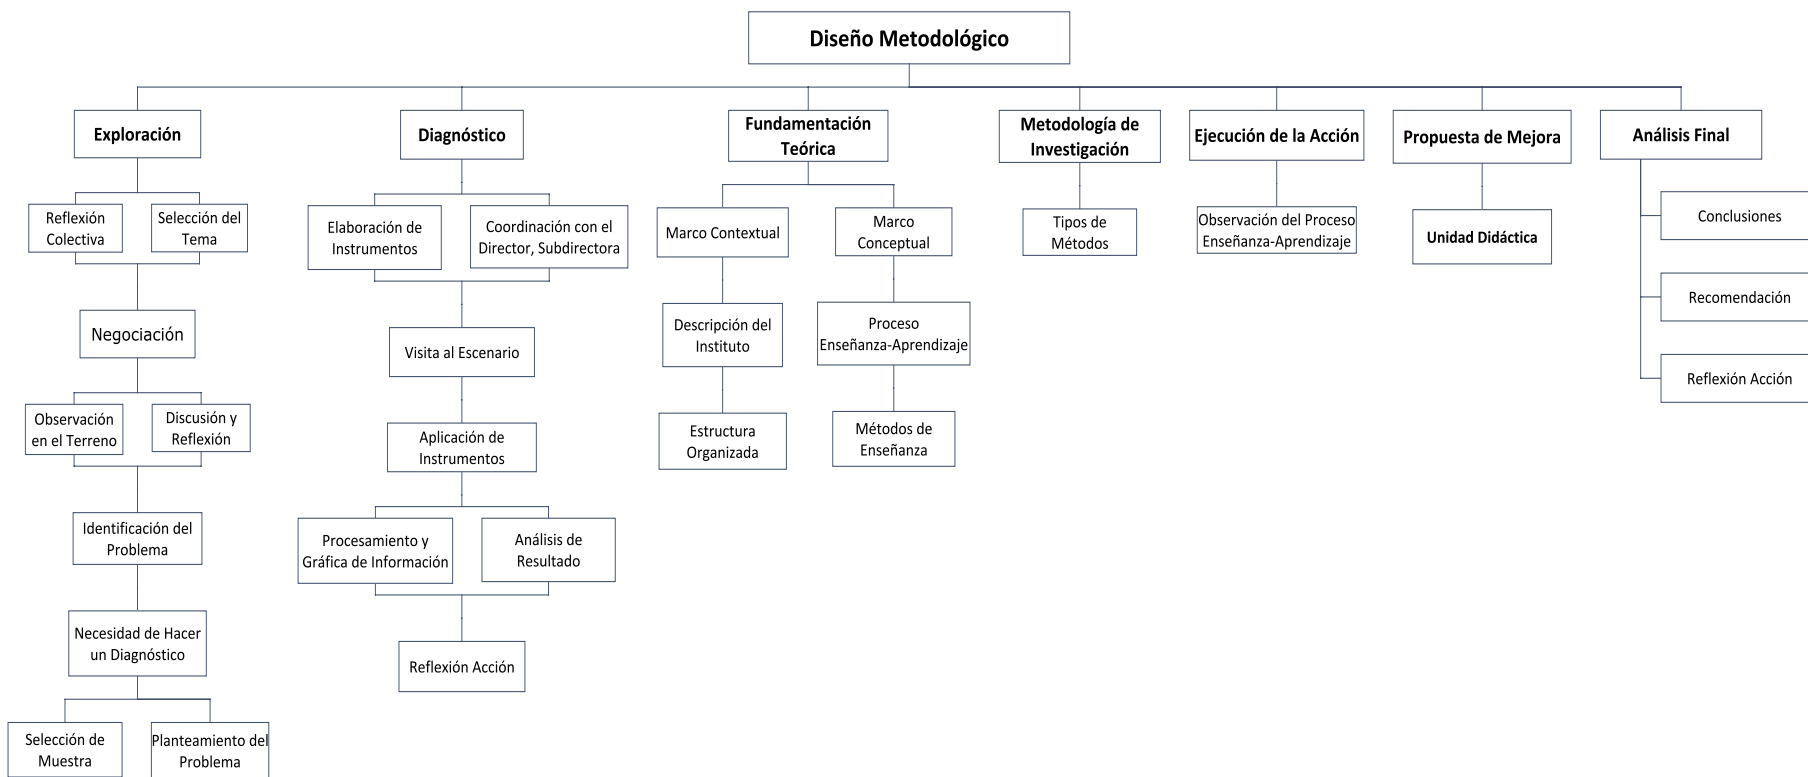 Diseño Metodológico
Exploración
Diagnóstico
Fundamentación
Teórica
Metodología de
Investigación
Ejecución de la Acción
Propuesta de Mejora
Análisis Final
Reflexión
Colectiva
Selección del
Tema
Negociación
Observación
en el Terreno
Discusión y
Reflexión
Identificación del
Problema
Necesidad de Hacer
un Diagnóstico
Selección de
Muestra
Planteamiento del
Problema
Elaboración de
Instrumentos
Coordinación con el
Director, Subdirectora
Visita al Escenario
Aplicación de
Instrumentos
Procesamiento y
Gráfica de Información
Análisis de
Resultado
Reflexión Acción
Marco Contextual
Descripción del
Instituto
Estructura
Organizada
Marco
Conceptual
Proceso
Enseñanza-Aprendizaje
Métodos de
Enseñanza
Tipos de
Métodos
Observación del Proceso
Enseñanza-Aprendizaje
Unidad Didáctica
Conclusiones
Recomendación
Reflexión Acción